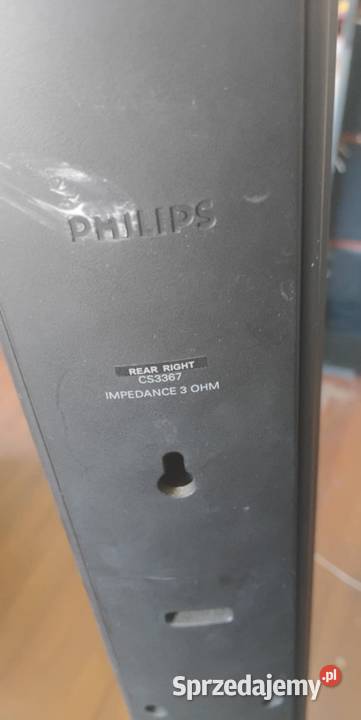 PHILIPS
REAR RIGHT
CS3367
IMPEDANCE 3 OHM
Sprzedajemy.pl